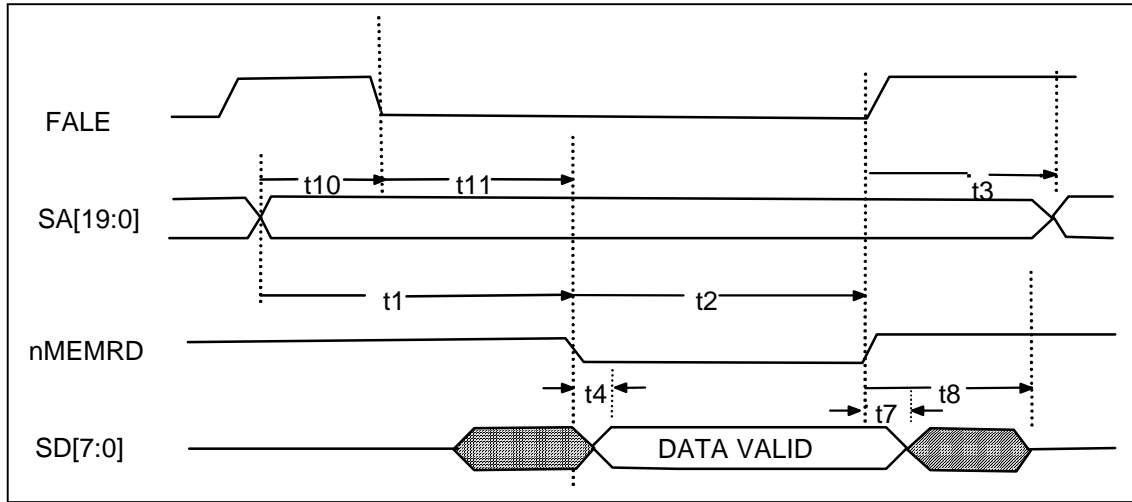 FALE
t10
t11
t3
SA[19:0]
t1
t2
nMEMRD
t4
t7
t8
SD[7:0]
DATA VALID